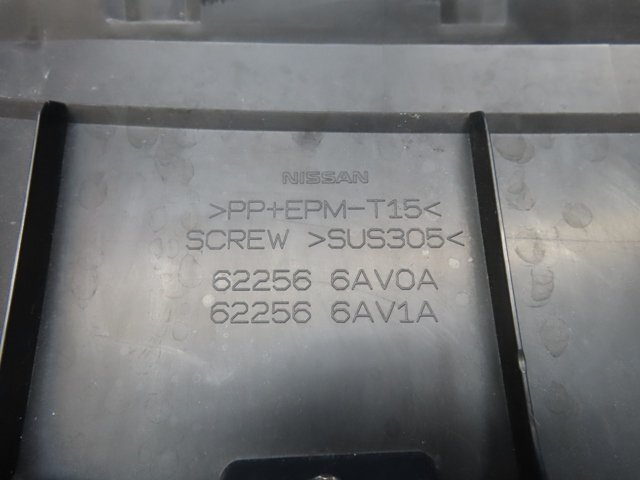 NISSAN
>PP+EPM-T15<
SCREW >SUS305<
62256 6AV0A
62256 6AV1A